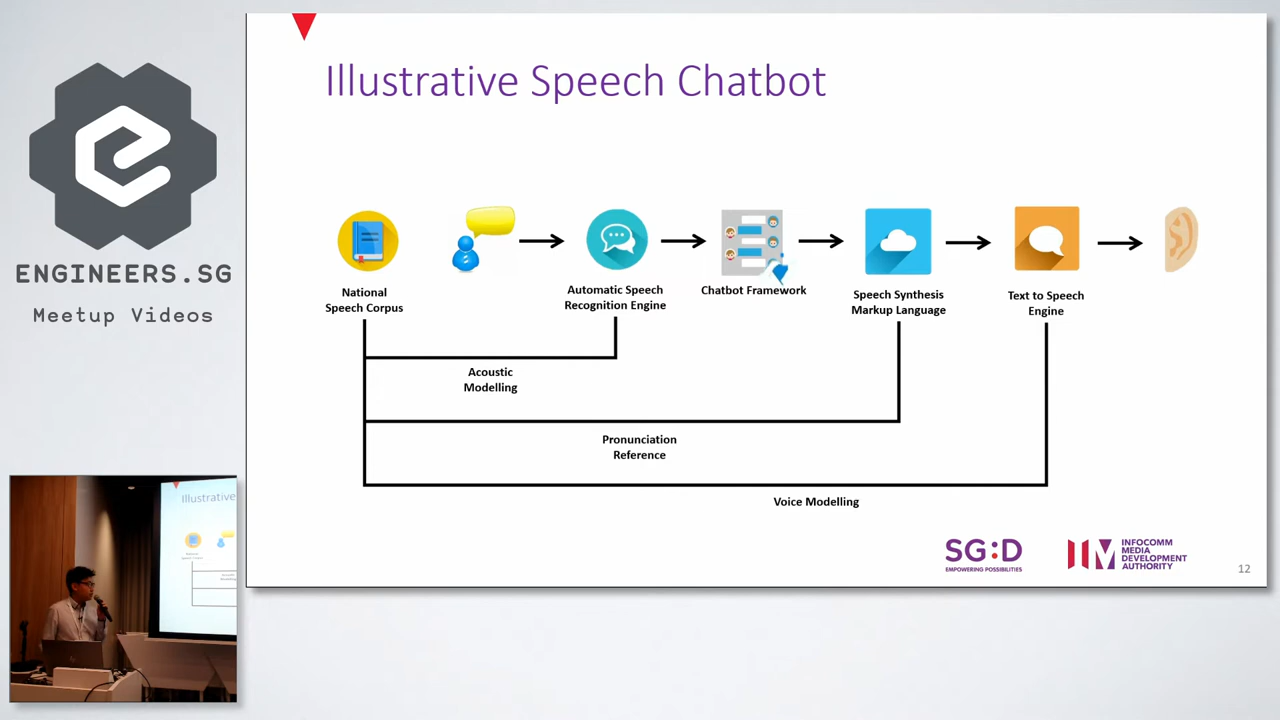 ENGINEERS.SG
Meetup Videos
Illustrative Speech Chatbot
National
Speech Corpus
Automatic Speech
Recognition Engine
Chatbot Framework
Speech Synthesis
Markup Language
Text to Speech
Engine
Acoustic
Modelling
Pronunciation
Reference
Voice Modelling
SG:D
EMPOWERING POSSIBILITIES
INFOCOMM
MEDIA
DEVELOPMENT
AUTHORITY
12
Illustrative